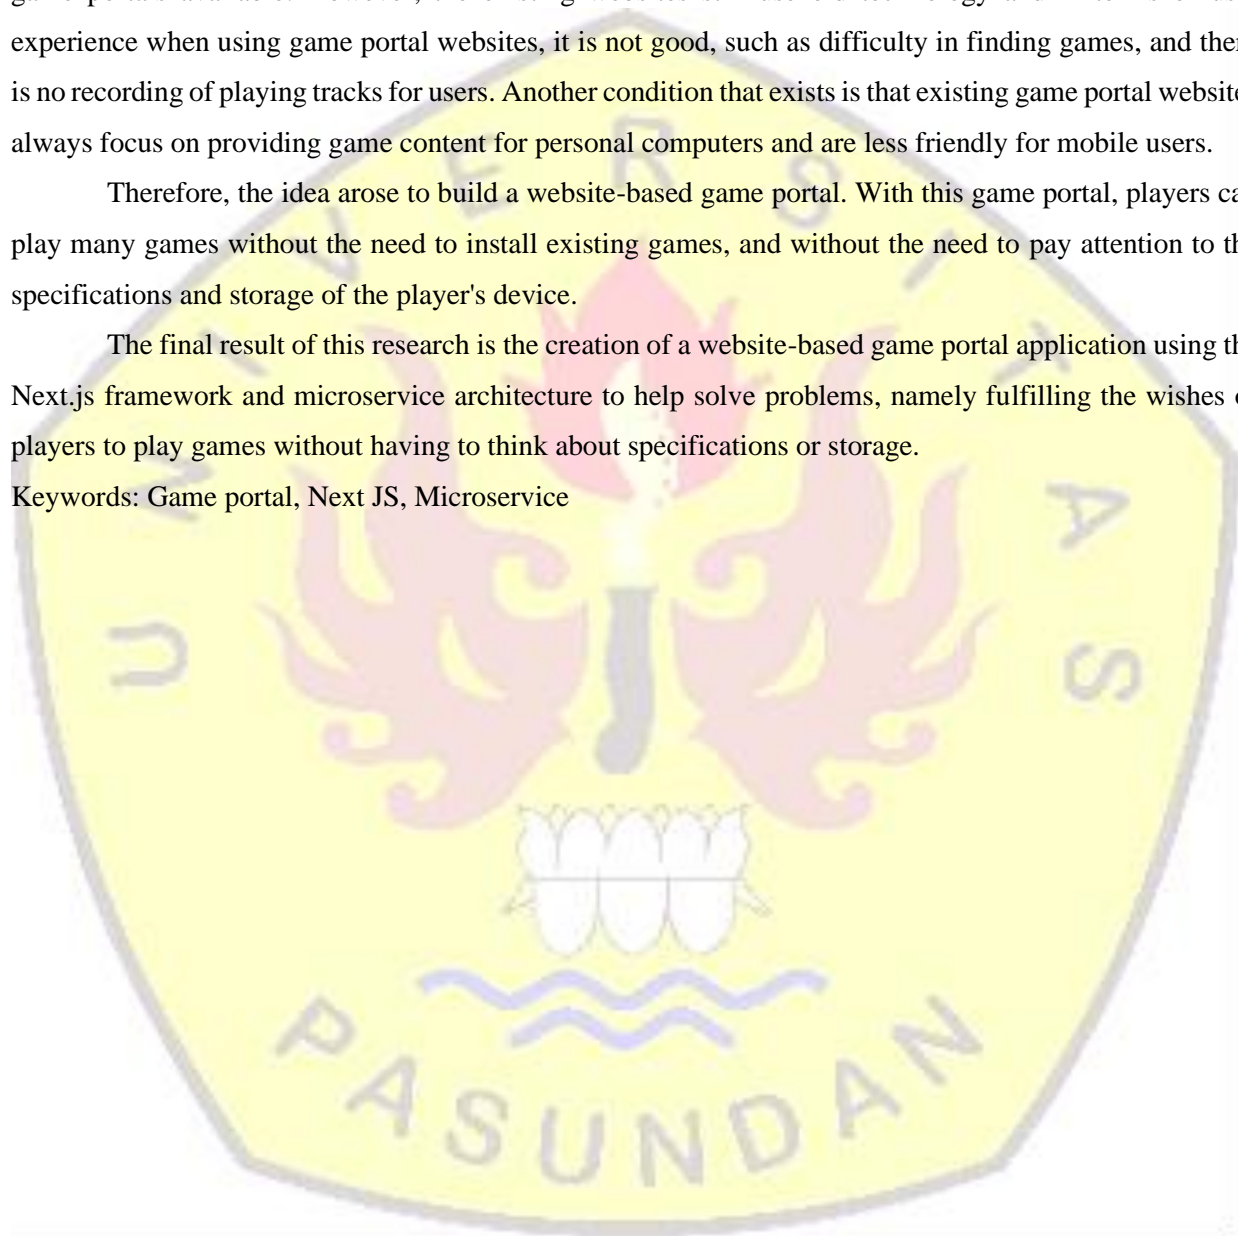 experience when using game portal websites, it is not good, such as difficulty in finding games, and
is no recording of playing tracks for users. Another condition that exists is that existing game portal
always focus on providing game content for personal computers and are less friendly for mobile users.
Therefore, the idea arose to build a website-based game portal. With this game portal, players
play many games without the need to install existing games, and without the need to pay attention to
specifications and storage of the player's device.
The final result of this research is the creation of a website-based game portal application using
Next.js framework and microservice architecture to help solve problems, namely fulfilling the wishes
players to play games without having to think about specifications or storage.
Keywords: Game portal, Next JS, Microservice
UNIVERSITAS
PASUNDAN